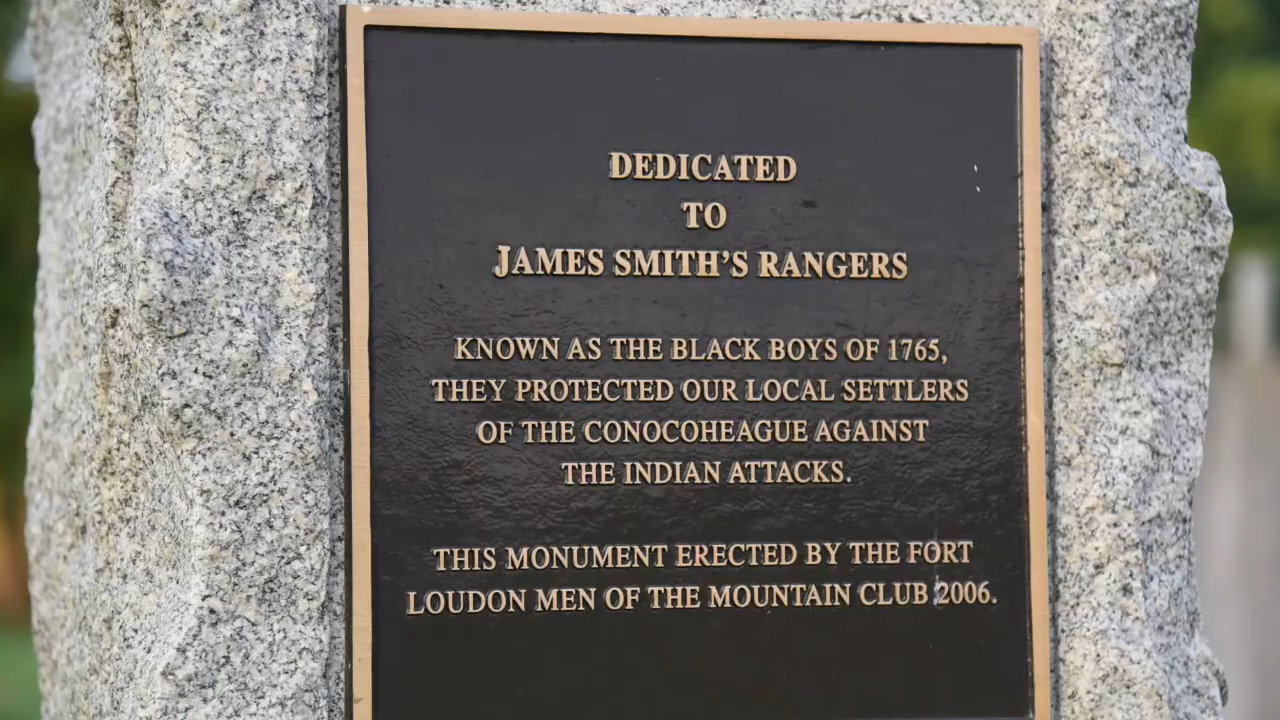 DEDICATED
TO
JAMES SMITH'S RANGERS
KNOWN AS THE BLACK BOYS OF 1765,
THEY PROTECTED OUR LOCAL SETTLERS
OF THE CONOCOHEAGUE AGAINST
THE INDIAN ATTACKS.
THIS MONUMENT ERECTED BY THE FORT
LOUDON MEN OF THE MOUNTAIN CLUB 2006.